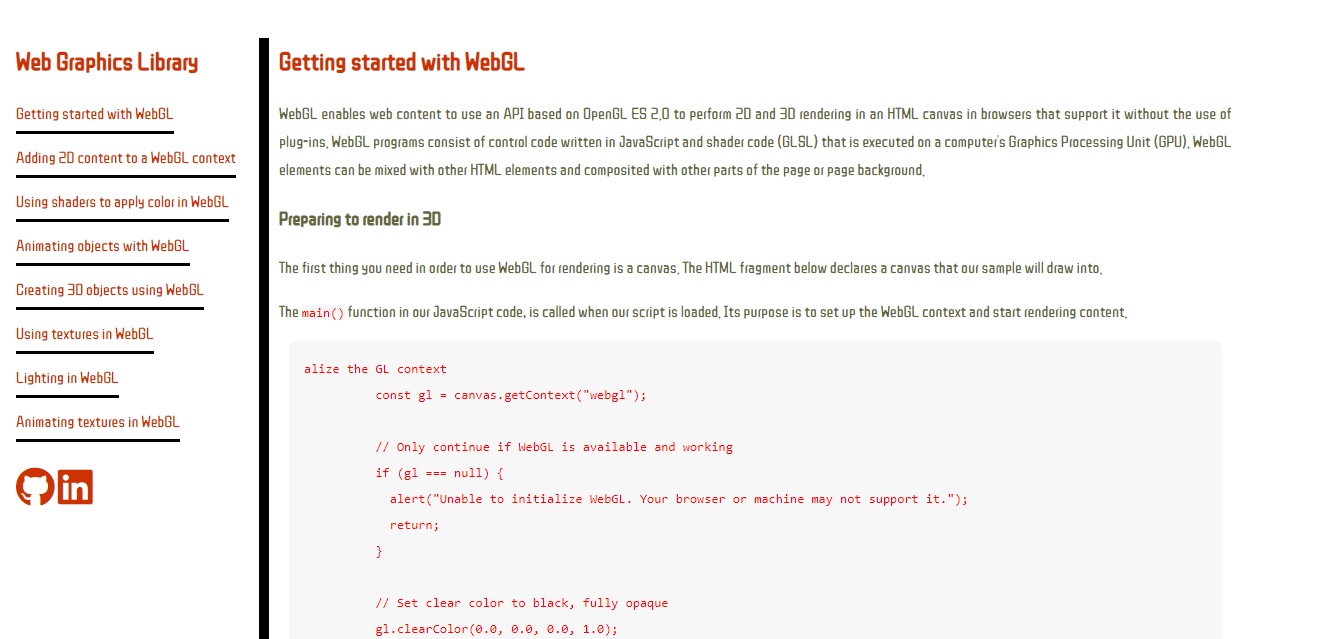 Web Graphics Library
Getting started with WebGL
Adding 2D content to a WebGL context
Using shaders to apply color in WebGL
Animating objects with WebGL
Creating 3D objects using WebGL
Using textures in WebGL
Lighting in WebGL
Animating textures in WebGL
in
Getting started with WebGL
WebGL enables web content to use an API based on OpenGL ES 2.0 to perform 2D and 3D rendering in an HTML canvas in browsers that support it without the use of
plug-ins. WebGL programs consist of control code written in JavaScript and shader code (GLSL) that is executed on a computer's Graphics Processing Unit (GPU). WebGL
elements can be mixed with other HTML elements and composited with other parts of the page or page background.
Preparing to render in 3D
The first thing you need in order to use WebGL for rendering is a canvas. The HTML fragment below declares a canvas that our sample will draw into.
The main() function in our JavaScript code, is called when our script is loaded. Its purpose is to set up the WebGL context and start rendering content.
alize the GL context
const gl = canvas.getContext("webgl");
// Only continue if WebGL is available and working
if (gl === null) {
alert("Unable to initialize WebGL. Your browser or machine may not support it.");
return;
}
// Set clear color to black, fully opaque
gl.clearColor(0.0, 0.0, 0.0, 1.0);